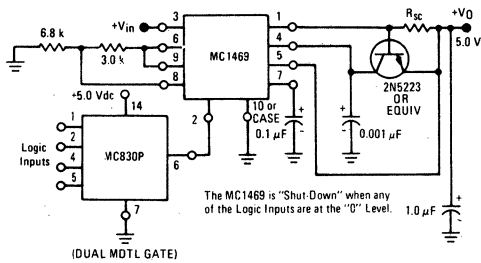 +Vin
3
1
RSC
+VO
5.0 V
6.8 k
3.0 k
6
9
8
MC1469
4
5
7
2N5223
OR
EQUIV
+5.0 Vdc
14
2
10 or
CASE
0.1 μF
+
-
+
-
0.001 μF
1
2
4
5
Logic
Inputs
MC830P
6
7
The MC1469 is "Shut-Down" when any
of the Logic Inputs are at the "0" Level.
+
-
1.0 μF
(DUAL MDTL GATE)